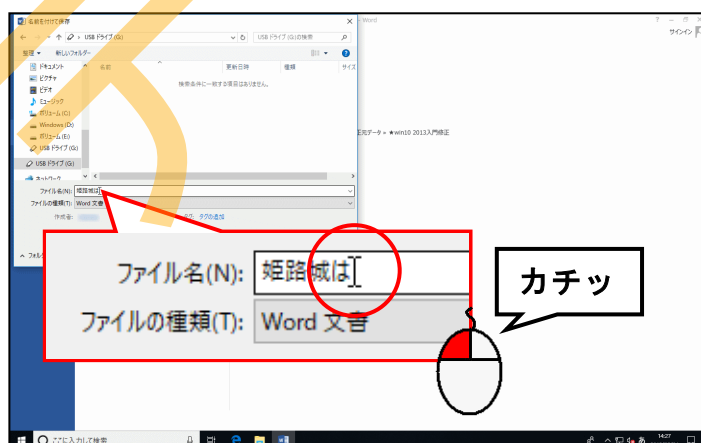 名前を付けて保存
- Word
サインイン
USB ドライブ (G:)
USB ドライブ (G:)の検索
整理
新しいフォルダー
ドキュメント
名前
更新日時
種類
サイズ
ピクチャ
検索条件に一致する項目はありません。
ビデオ
ミュージック
ボリューム (C:)
Windows (D:)
ボリューム (E:)
USB ドライブ (G:)
USB ドライブ (G:)
ネットワーク
元データ » ★win10 2013入門修正
ファイル名(N):
姫路城は
ファイルの種類(T):
Word 文書
作成者:
タグ:
タグの追加
ファイル名(N):
姫路城は
ファイルの種類(T):
Word 文書
カチッ
ここに入力して検索
あ
14:27